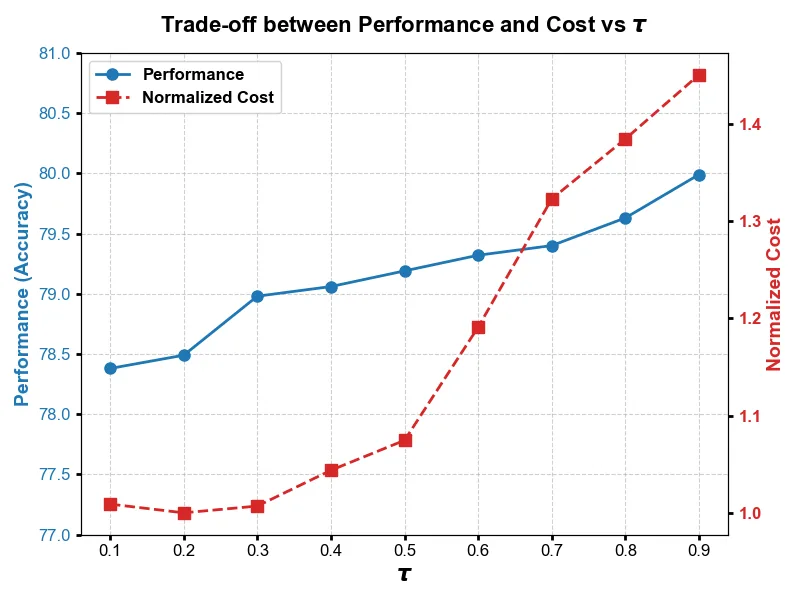 Trade-off between Performance and Cost vs τ
Performance
Normalized Cost
81.0
80.5
80.0
79.5
79.0
78.5
78.0
77.5
77.0
Performance (Accuracy)
1.4
1.3
1.2
1.1
1.0
Normalized Cost
0.1 0.2 0.3 0.4 0.5 0.6 0.7 0.8 0.9
τ